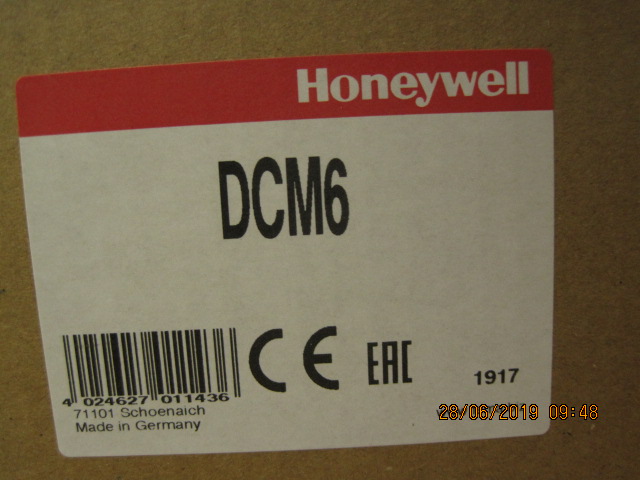 Honeywell
DCM6
CE EAC
4 024627 011436
1917
71101 Schoenaich
Made in Germany
28/06/2019 09:48